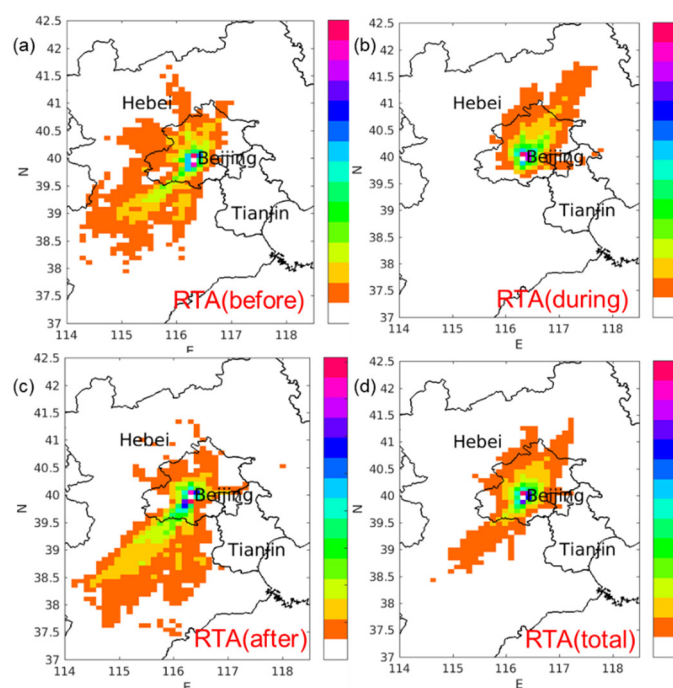 (a)
42.5
42
41.5
41
40.5
40
39.5
39
38.5
38
37.5
37
N
Hebei
Beijing
Tianjin
RTA(before)
114
115
116
117
118
E
(b)
42.5
42
41.5
41
40.5
40
39.5
39
38.5
38
37.5
37
N
Hebei
Beijing
Tianjin
RTA(during)
114
115
116
117
118
E
(c)
42.5
42
41.5
41
40.5
40
39.5
39
38.5
38
37.5
37
N
Hebei
Beijing
Tianjin
RTA(after)
114
115
116
117
118
E
(d)
42.5
42
41.5
41
40.5
40
39.5
39
38.5
38
37.5
37
N
Hebei
Beijing
Tianjin
RTA(total)
114
115
116
117
118
E